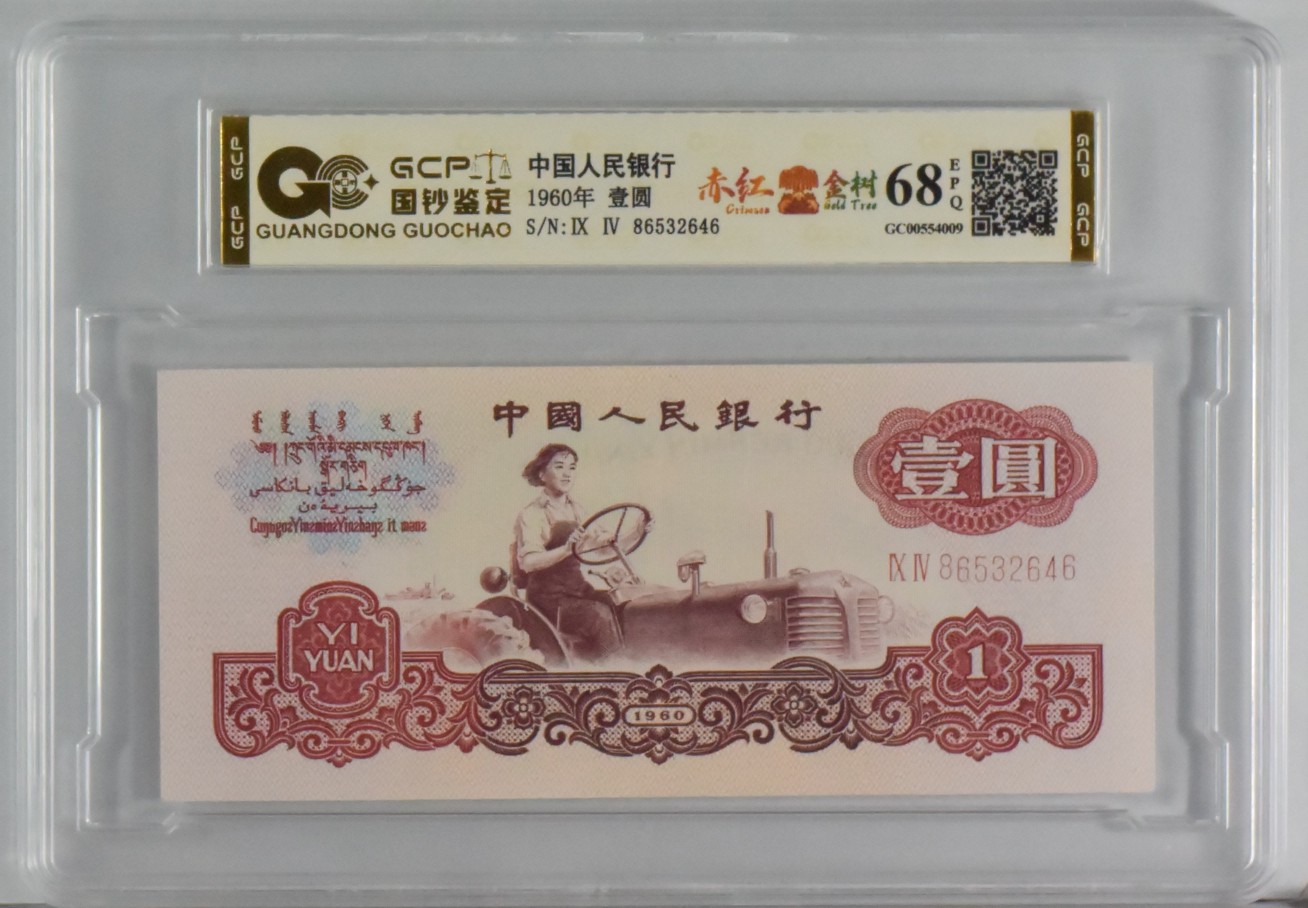 GCP
国钞鉴定
GUANGDONG GUOCHAO
中国人民银行
1960年 壹圆
S/N:Ⅸ Ⅳ 86532646
赤红 金树
Crimson Gold Tree
68 EPQ
GC00554009
GCP GCP
GCP GCP
中國人民銀行
壹圓
ⅨⅣ 86532646
YI
YUAN
1
1960